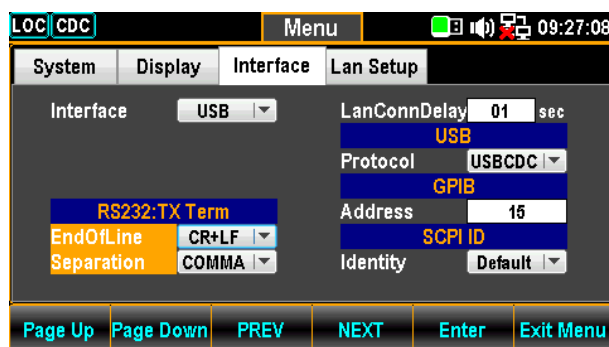 LOC CDC Menu 09:27:08
System Display Interface Lan Setup
Interface USB
LanConnDelay 01 sec
USB
Protocol USBCDC
GPIB
RS232:TX Term
Address 15
EndOfLine CR+LF
SCPI ID
Separation COMMA
Identity Default
Page Up Page Down PREV NEXT Enter Exit Menu